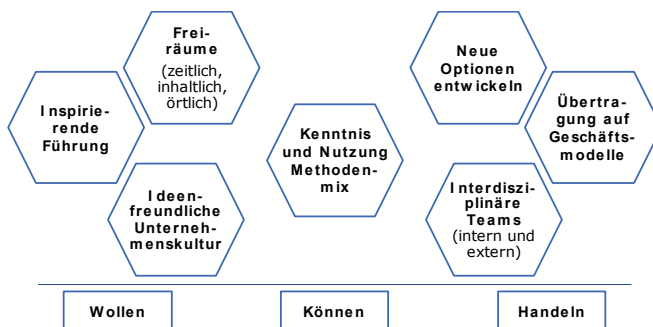 Frei-
räume
(zeitlich,
inhaltlich,
örtlich)
Inspirie-
rende
Führung
Ideen-
freundliche
Unterneh-
menskultur
Kenntnis
und Nutzung
Methoden-
mix
Neue
Optionen
entwickeln
Übertra-
gung auf
Geschäfts-
modelle
Interdiszi-
plinäre
Teams
(intern und
extern)
Wollen
Können
Handeln